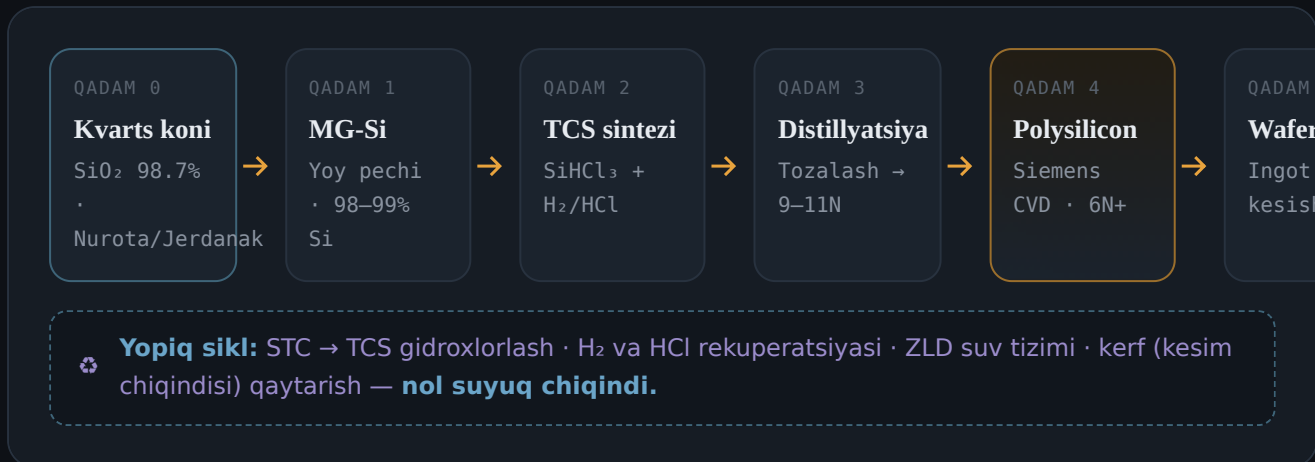 QADAM 0
Kvarts koni
SiO₂ 98.7%
·
Nurota/Jerdanak
→
QADAM 1
MG-Si
Yoy pechi
· 98–99%
Si
→
QADAM 2
TCS sintezi
SiHCl₃ +
H₂/HCl
→
QADAM 3
Distillyatsiya
Tozalash →
9–11N
→
QADAM 4
Polysilicon
Siemens
CVD · 6N+
→
QADAM
Wafer
Ingot
♻ Yopiq sikl: STC → TCS gidroxlorlash · H₂ va HCl rekuperatsiyasi · ZLD suv tizimi · kerf (kesim
chiqindisi) qaytarish — nol suyuq chiqindi.